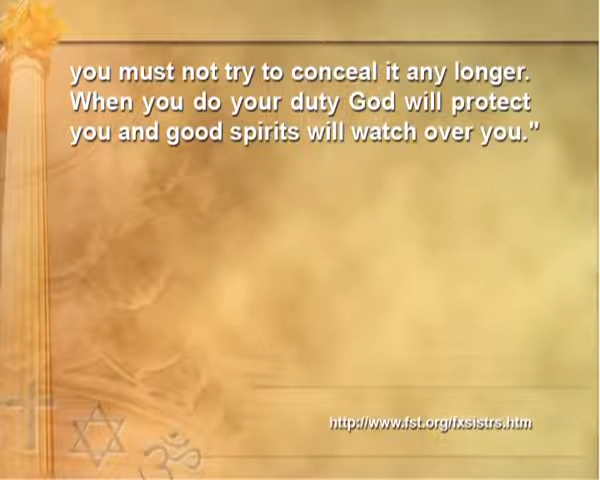 you must not try to conceal it any longer.
When you do your duty God will protect
you and good spirits will watch over you."
http://www.fst.org/fxsistrs.htm